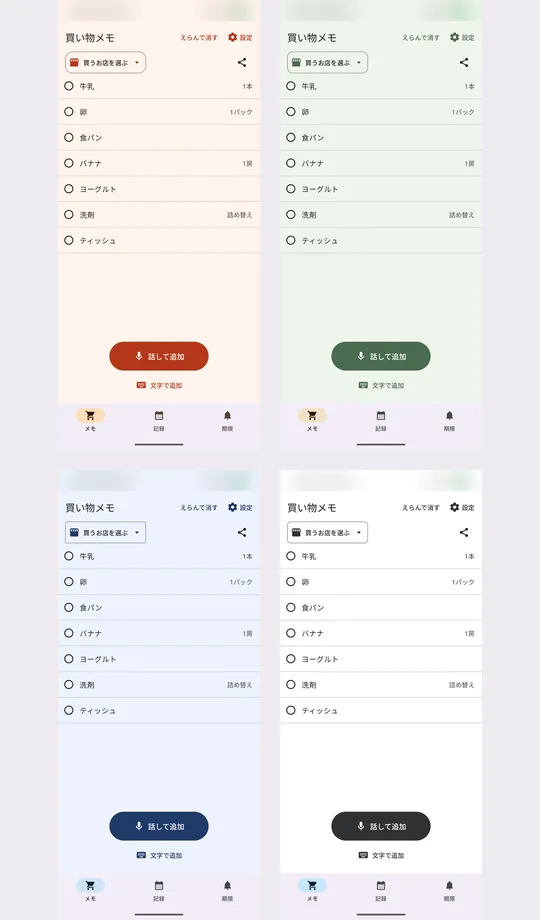 買い物メモ えらんで消す 設定
買うお店を選ぶ
牛乳 1本
卵 1パック
食パン
バナナ 1房
ヨーグルト
洗剤 詰め替え
ティッシュ
話して追加
文字で追加
メモ 記録 期限
買い物メモ えらんで消す 設定
買うお店を選ぶ
牛乳 1本
卵 1パック
食パン
バナナ 1房
ヨーグルト
洗剤 詰め替え
ティッシュ
話して追加
文字で追加
メモ 記録 期限
買い物メモ えらんで消す 設定
買うお店を選ぶ
牛乳 1本
卵 1パック
食パン
バナナ 1房
ヨーグルト
洗剤 詰め替え
ティッシュ
話して追加
文字で追加
メモ 記録 期限
買い物メモ えらんで消す 設定
買うお店を選ぶ
牛乳 1本
卵 1パック
食パン
バナナ 1房
ヨーグルト
洗剤 詰め替え
ティッシュ
話して追加
文字で追加
メモ 記録 期限